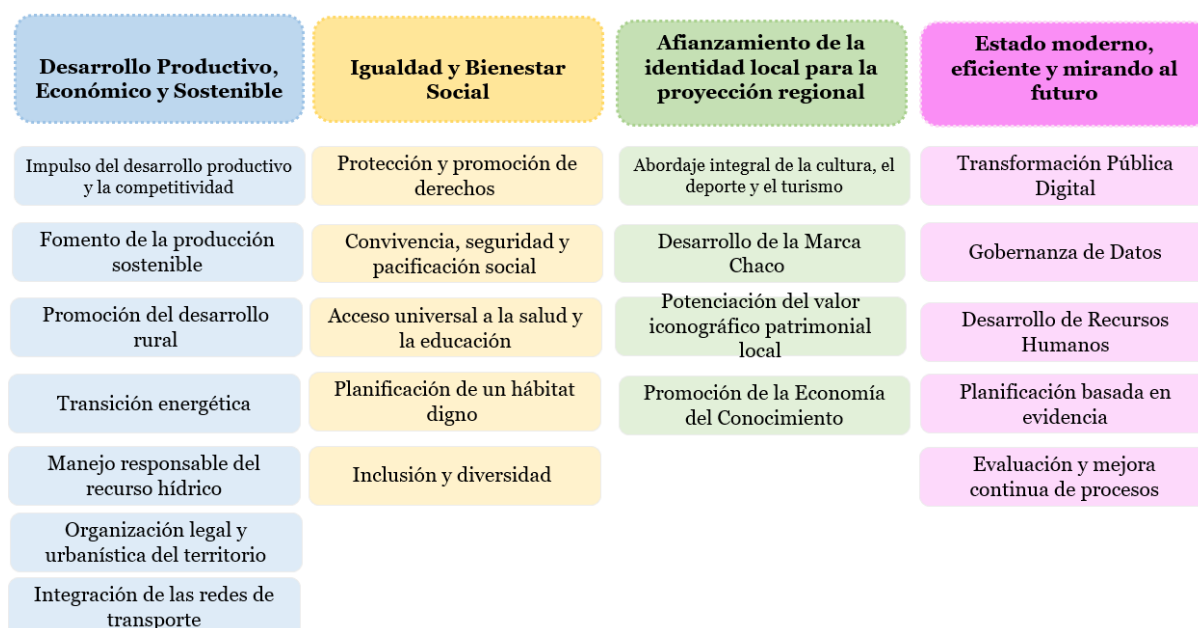 Desarrollo Productivo,
Económico y Sostenible
Igualdad y Bienestar
Social
Afianzamiento de la
identidad local para la
proyección regional
Estado moderno,
eficiente y mirando al
futuro
Impulso del desarrollo productivo
y la competitividad
Fomento de la producción
sostenible
Promoción del desarrollo
rural
Transición energética
Manejo responsable del
recurso hídrico
Organización legal y
urbanística del territorio
Integración de las redes de
transporte
Protección y promoción de
derechos
Convivencia, seguridad y
pacificación social
Acceso universal a la salud y
la educación
Planificación de un hábitat
digno
Inclusión y diversidad
Abordaje integral de la cultura, el
deporte y el turismo
Desarrollo de la Marca
Chaco
Potenciación del valor
iconográfico patrimonial
local
Promoción de la Economía
del Conocimiento
Transformación Pública
Digital
Gobernanza de Datos
Desarrollo de Recursos
Humanos
Planificación basada en
evidencia
Evaluación y mejora
continua de procesos